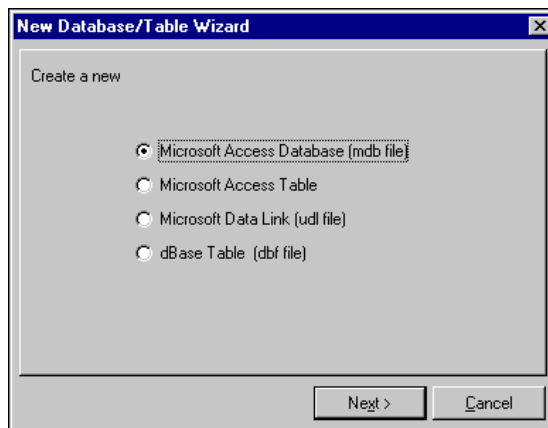 New Database/Table Wizard
Create a new
Microsoft Access Database (mdb file)
Microsoft Access Table
Microsoft Data Link (udl file)
dBase Table (dbf file)
Next >
Cancel